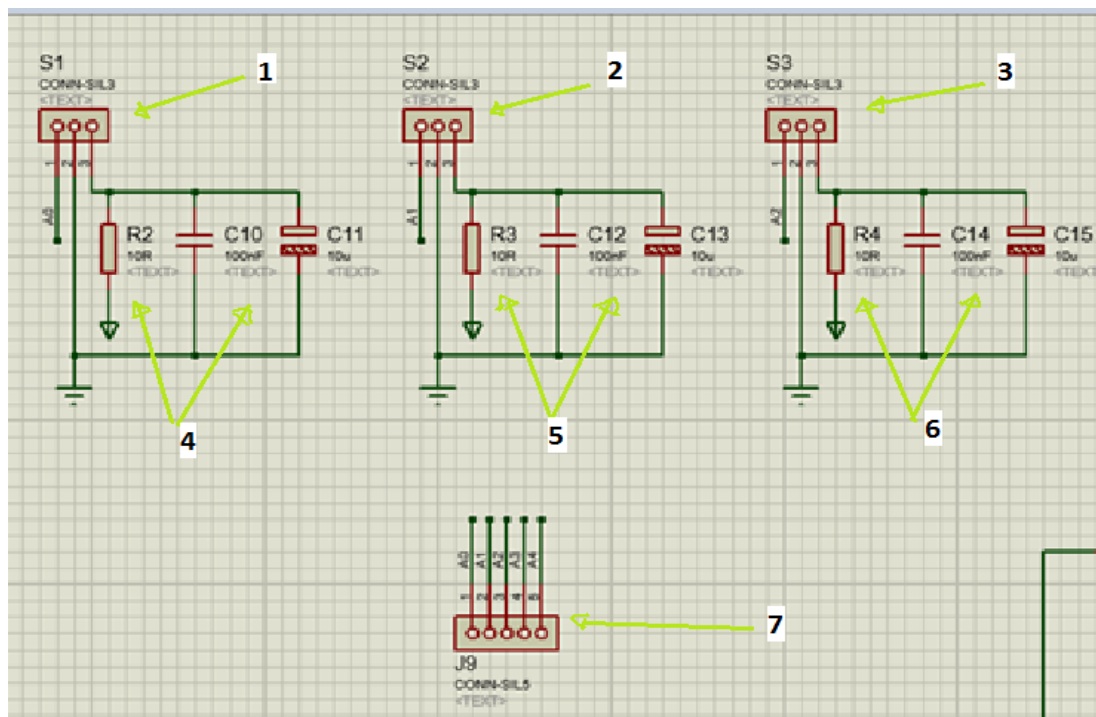 S1
CONN-SIL3
<TEXT>
1
1
2
3
A0
R2
10R
<TEXT>
C10
100nF
<TEXT>
C11
10u
<TEXT>
4
S2
CONN-SIL3
<TEXT>
2
1
2
3
A1
R3
10R
<TEXT>
C12
100nF
<TEXT>
C13
10u
<TEXT>
5
S3
CONN-SIL3
<TEXT>
3
1
2
3
A2
R4
10R
<TEXT>
C14
100nF
<TEXT>
C15
10u
<TEXT>
6
A0
A1
A2
A3
A4
1
2
3
4
5
7
J9
CONN-SIL5
<TEXT>